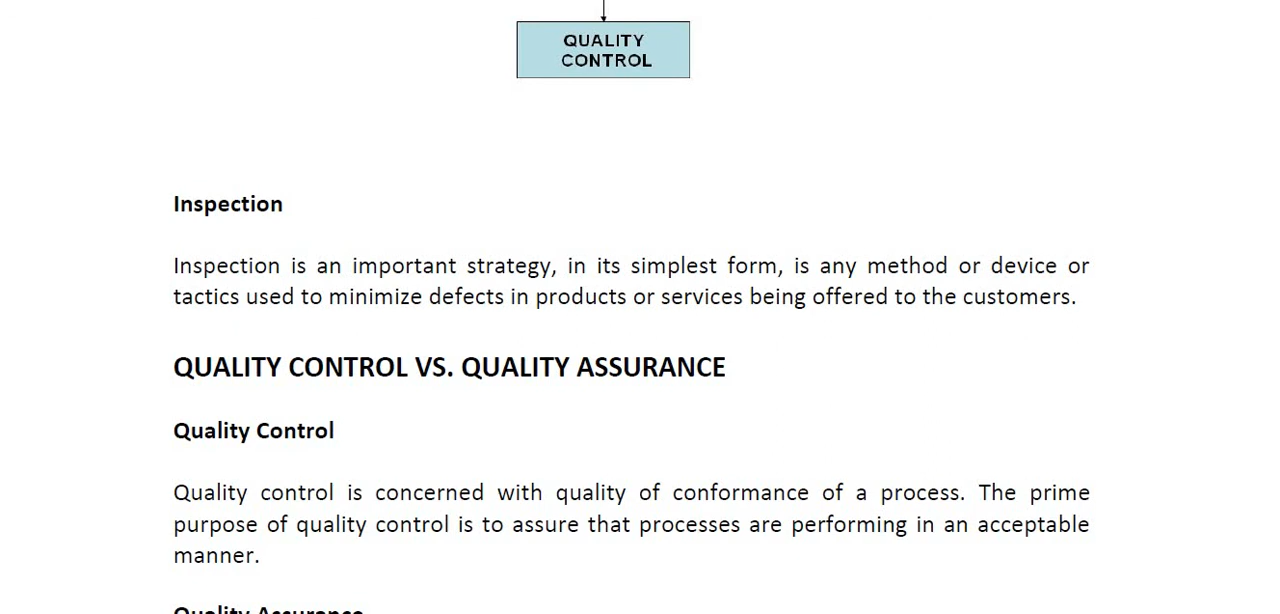 QUALITY
CONTROL
Inspection
Inspection is an important strategy, in its simplest form, is any method or device or
tactics used to minimize defects in products or services being offered to the customers.
QUALITY CONTROL VS. QUALITY ASSURANCE
Quality Control
Quality control is concerned with quality of conformance of a process. The prime
purpose of quality control is to assure that processes are performing in an acceptable
manner.
Quality Assurance